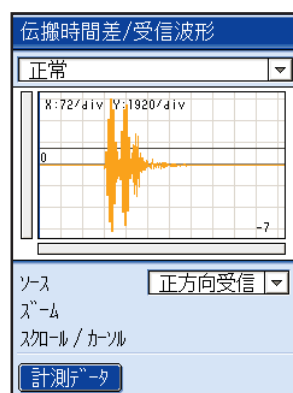 伝搬時間差/受信波形
正常
X:72/div Y:1920/div
0
-7
ソース 正方向受信
ズーム
スクロール / カーソル
計測データ